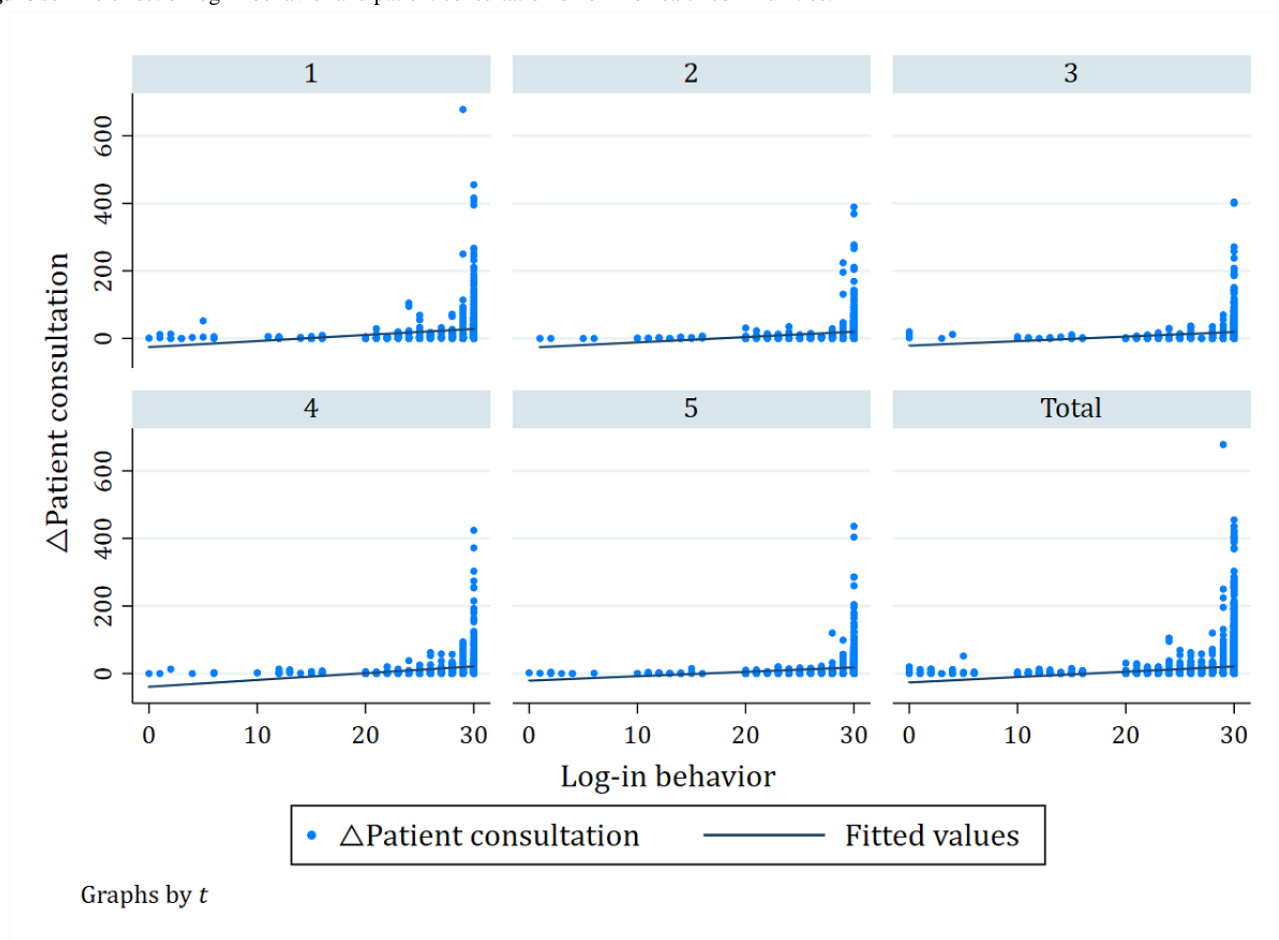 1 2 3
600
400
200
0
4 5 Total
600
400
200
0
△Patient consultation
0 10 20 30 0 10 20 30 0 10 20 30
Log-in behavior
△Patient consultation Fitted values
Graphs by t